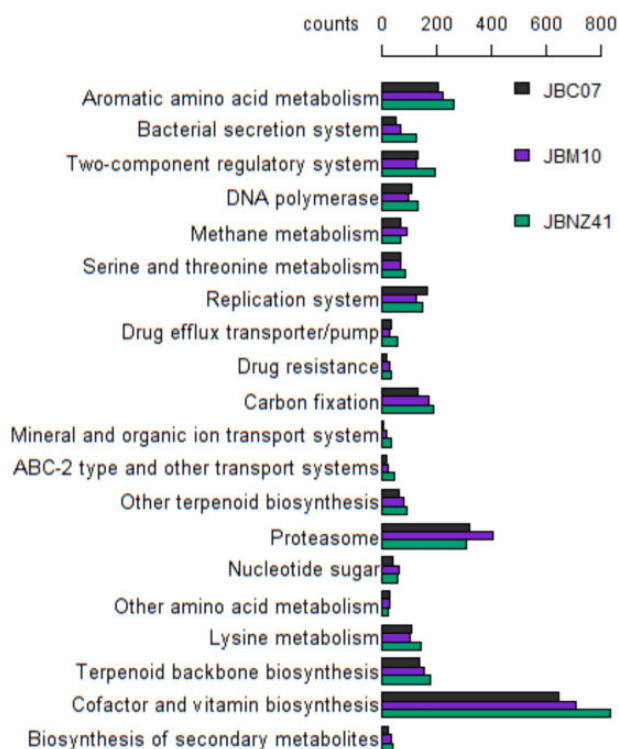 counts
0 200 400 600 800
JBC07
JBM10
JBNZ41
Aromatic amino acid metabolism
Bacterial secretion system
Two-component regulatory system
DNA polymerase
Methane metabolism
Serine and threonine metabolism
Replication system
Drug efflux transporter/pump
Drug resistance
Carbon fixation
Mineral and organic ion transport system
ABC-2 type and other transport systems
Other terpenoid biosynthesis
Proteasome
Nucleotide sugar
Other amino acid metabolism
Lysine metabolism
Terpenoid backbone biosynthesis
Cofactor and vitamin biosynthesis
Biosynthesis of secondary metabolites